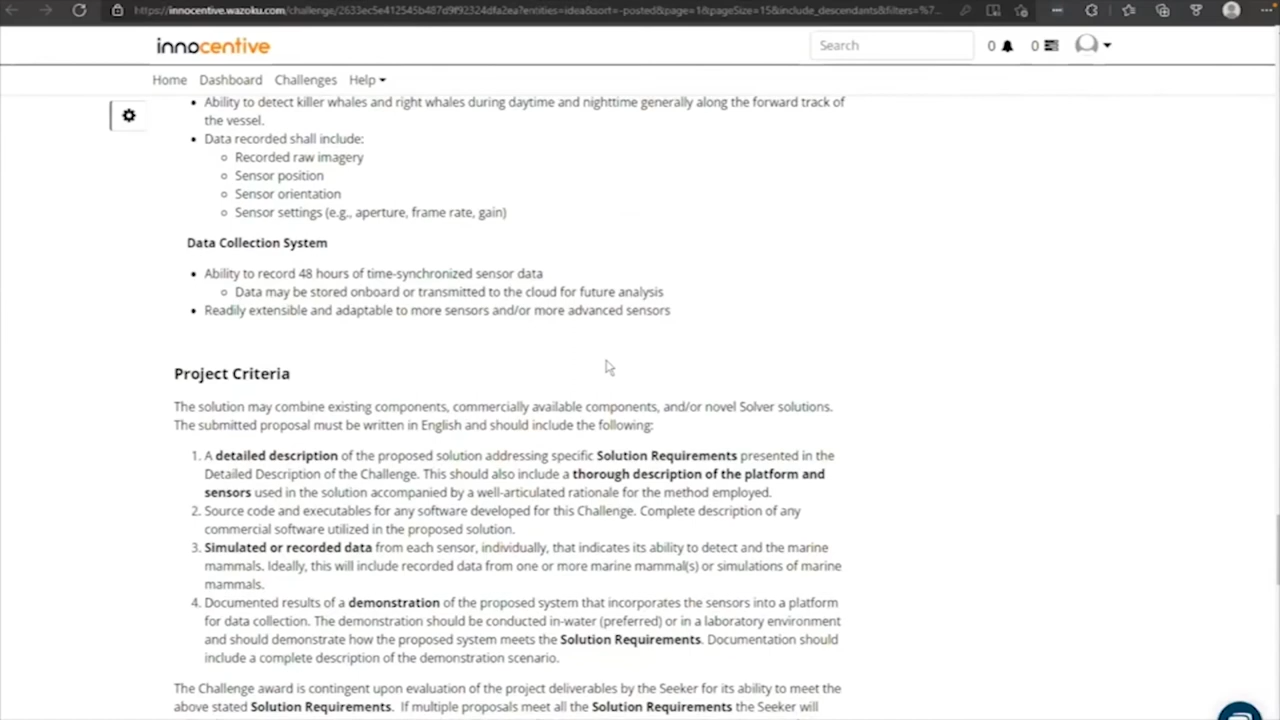 https://innocentive.wazoku.com/challenge/2633ec5e412545b487d9f92324dfa2ea?entities=idea&sort=-posted&page=1&pageSize=15&include_descendants&filters=%7...
innocentive
Search
0
0
Home Dashboard Challenges Help
• Ability to detect killer whales and right whales during daytime and nighttime generally along the forward track of
the vessel.
• Data recorded shall include:
○ Recorded raw imagery
○ Sensor position
○ Sensor orientation
○ Sensor settings (e.g., aperture, frame rate, gain)
Data Collection System
• Ability to record 48 hours of time-synchronized sensor data
○ Data may be stored onboard or transmitted to the cloud for future analysis
• Readily extensible and adaptable to more sensors and/or more advanced sensors
Project Criteria
The solution may combine existing components, commercially available components, and/or novel Solver solutions.
The submitted proposal must be written in English and should include the following:
1. A detailed description of the proposed solution addressing specific Solution Requirements presented in the
Detailed Description of the Challenge. This should also include a thorough description of the platform and
sensors used in the solution accompanied by a well-articulated rationale for the method employed.
2. Source code and executables for any software developed for this Challenge. Complete description of any
commercial software utilized in the proposed solution.
3. Simulated or recorded data from each sensor, individually, that indicates its ability to detect and the marine
mammals. Ideally, this will include recorded data from one or more marine mammal(s) or simulations of marine
mammals.
4. Documented results of a demonstration of the proposed system that incorporates the sensors into a platform
for data collection. The demonstration should be conducted in-water (preferred) or in a laboratory environment
and should demonstrate how the proposed system meets the Solution Requirements. Documentation should
include a complete description of the demonstration scenario.
The Challenge award is contingent upon evaluation of the project deliverables by the Seeker for its ability to meet the
above stated Solution Requirements. If multiple proposals meet all the Solution Requirements the Seeker will